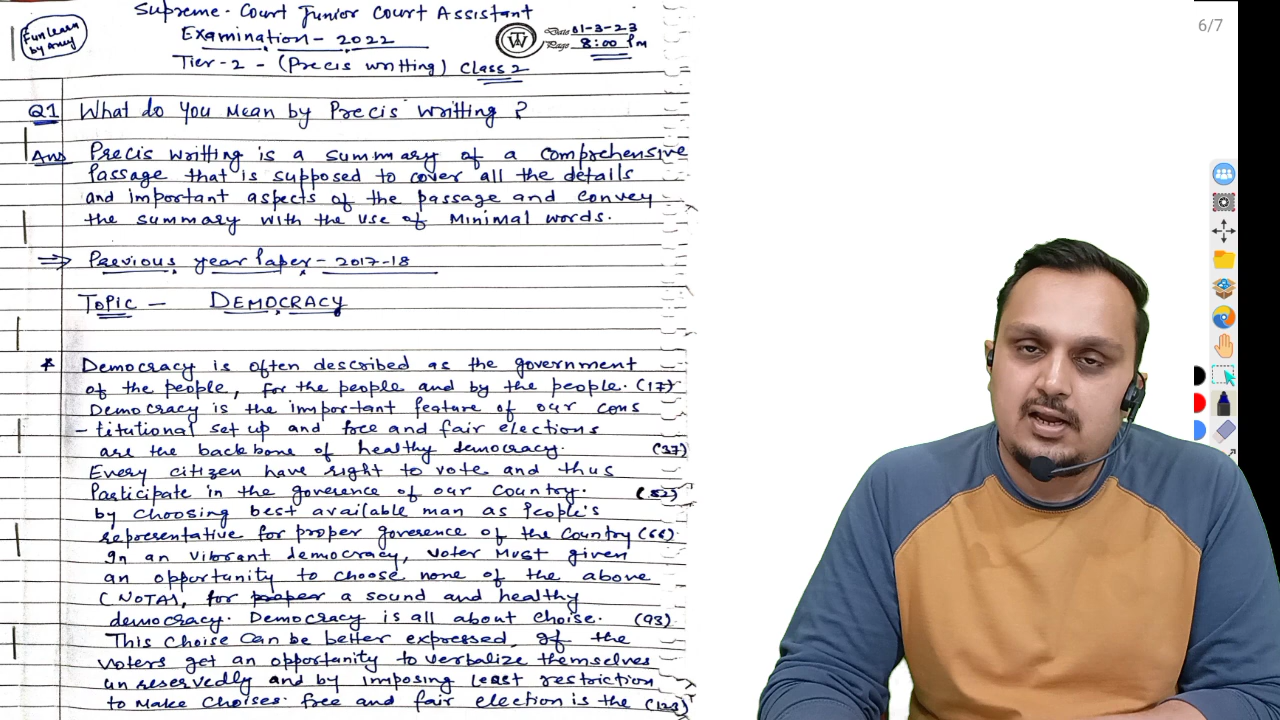 Supreme. Court Junior Court Assistant
Fun learn by Amy
Examination - 2022
Date 01-3-23
Page 8:00 Pm
Tier-2 - (Precis writting) Class 2
Q1 What do You Mean by Precis writting ?
Ans Precis writting is a summary of a comprehensive
Passage that is supposed to cover all the details
and important aspects of the passage and convey
the summary with the use of Minimal words.
⇒ Previous year Paper - 2017-18
Topic - DEMOCRACY
* Democracy is often described as the government
of the people, for the people and by the people. (17)
Democracy is the important feature of our cons
- titutional set up and free and fair elections
are the backbone of healthy democracy. (37)
Every citizen have right to vote and thus
Participate in the goverence of our country. (52)
by choosing best available man as People's
representative for proper goverence of the country (66).
In an vibrant democracy, voter Must given
an opportunity to choose none of the above
(NOTA), for proper a sound and healthy
democracy. Democracy is all about choise. (93)
This choise can be better expressed, of the
voters get an opportunity to verbalize themselves
unreservedly and by imposing least restriction
to Make choises. free and fair election is the (123)
6/7